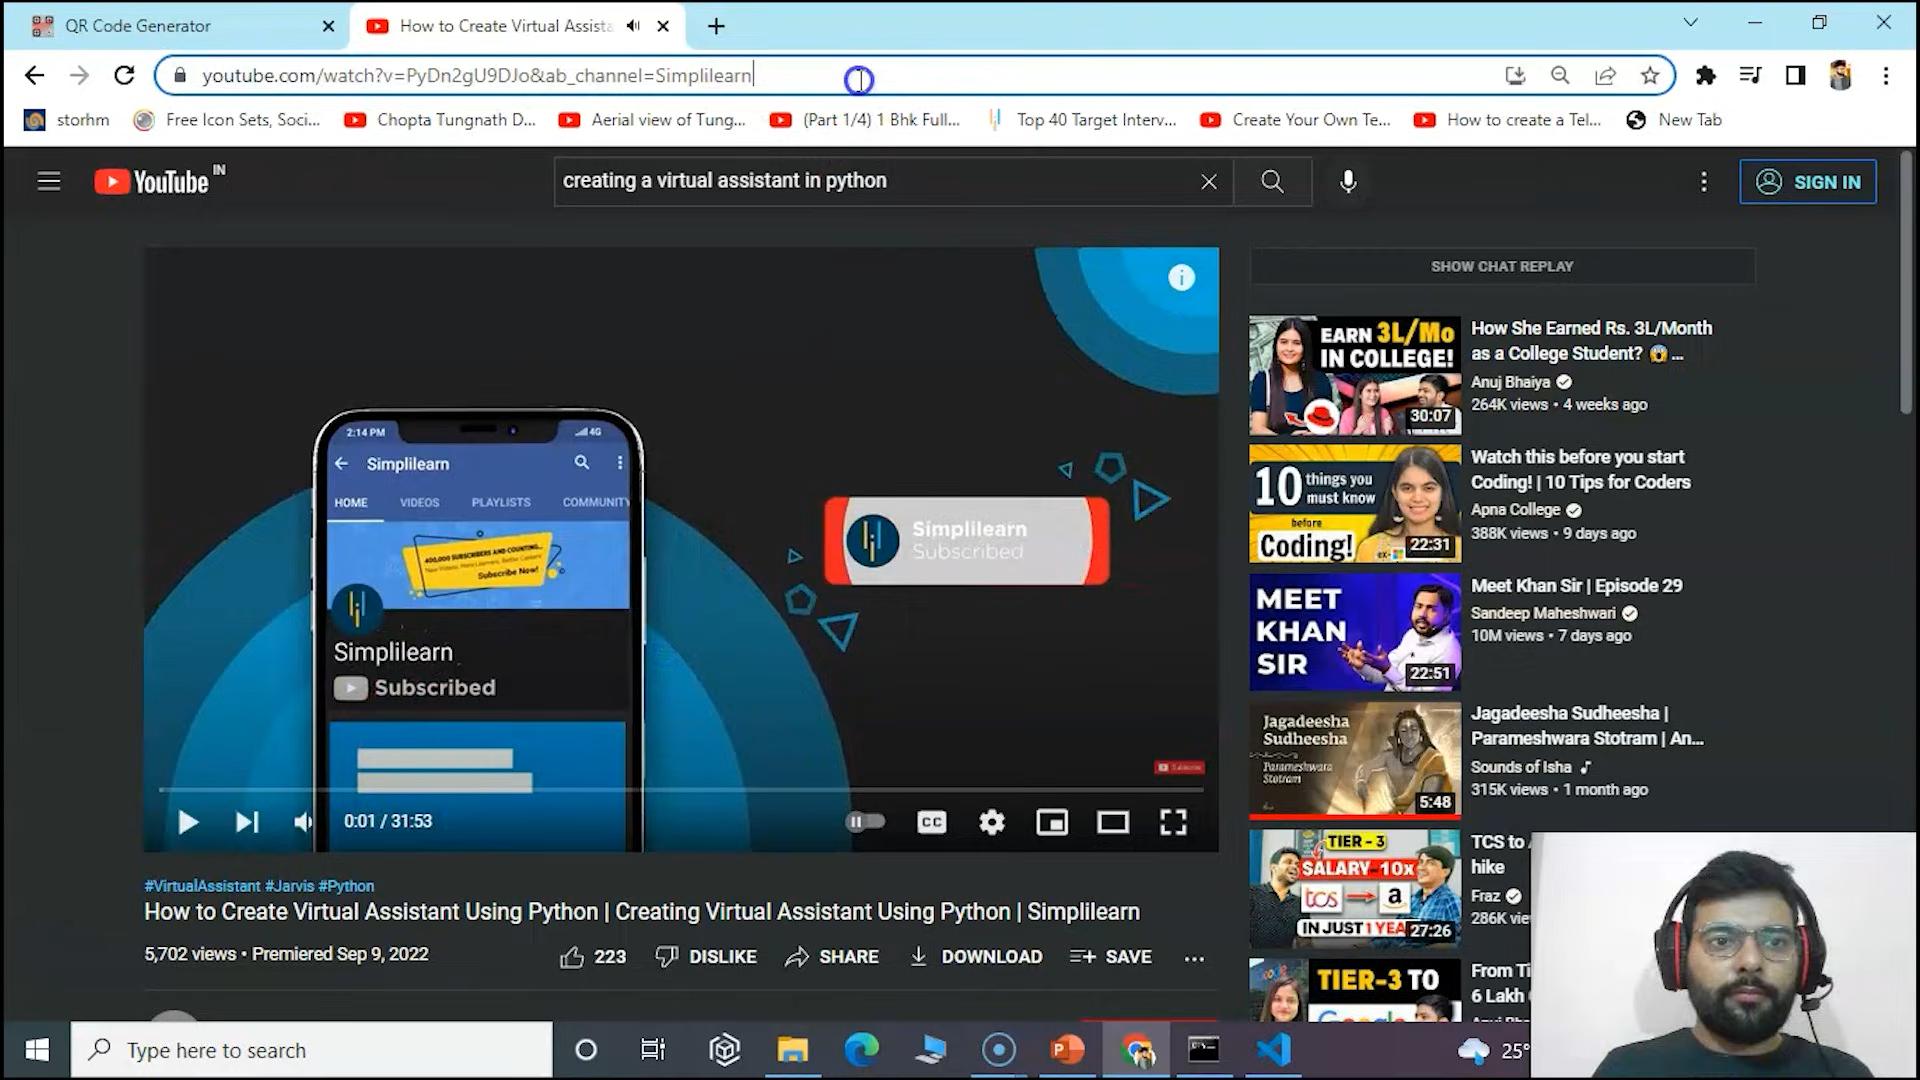 QR Code Generator
How to Create Virtual Assista
youtube.com/watch?v=PyDn2gU9DJo&ab_channel=Simplilearn
storhm
Free Icon Sets, Soci...
Chopta Tungnath D...
Aerial view of Tung...
(Part 1/4) 1 Bhk Full...
Top 40 Target Interv...
Create Your Own Te...
How to create a Tel...
New Tab
YouTube IN
creating a virtual assistant in python
SIGN IN
2:14 PM
4G
Simplilearn
HOME VIDEOS PLAYLISTS COMMUNITY
400,000 SUBSCRIBERS AND COUNTING...
Subscribe Now!
Simplilearn
Subscribed
Simplilearn
Subscribed
0:01 / 31:53
CC
#VirtualAssistant #Jarvis #Python
How to Create Virtual Assistant Using Python | Creating Virtual Assistant Using Python | Simplilearn
5,702 views • Premiered Sep 9, 2022
223
DISLIKE
SHARE
DOWNLOAD
SAVE
SHOW CHAT REPLAY
EARN 3L/Mo
IN COLLEGE!
30:07
How She Earned Rs. 3L/Month
as a College Student? 😱 ...
Anuj Bhaiya
264K views • 4 weeks ago
10 things you
must know
before
Coding!
22:31
Watch this before you start
Coding! | 10 Tips for Coders
Apna College
388K views • 9 days ago
MEET
KHAN
SIR
22:51
Meet Khan Sir | Episode 29
Sandeep Maheshwari
10M views • 7 days ago
Jagadeesha
Sudheesha
Parameshwara
Stotram
5:48
Jagadeesha Sudheesha |
Parameshwara Stotram | An...
Sounds of Isha
315K views • 1 month ago
TIER - 3
SALARY-10x
tcs a
IN JUST 1 YEA
27:26
TCS to
hike
Fraz
286K vie
TIER-3 TO
Google
From Ti
6 Lakh
Type here to search
25°